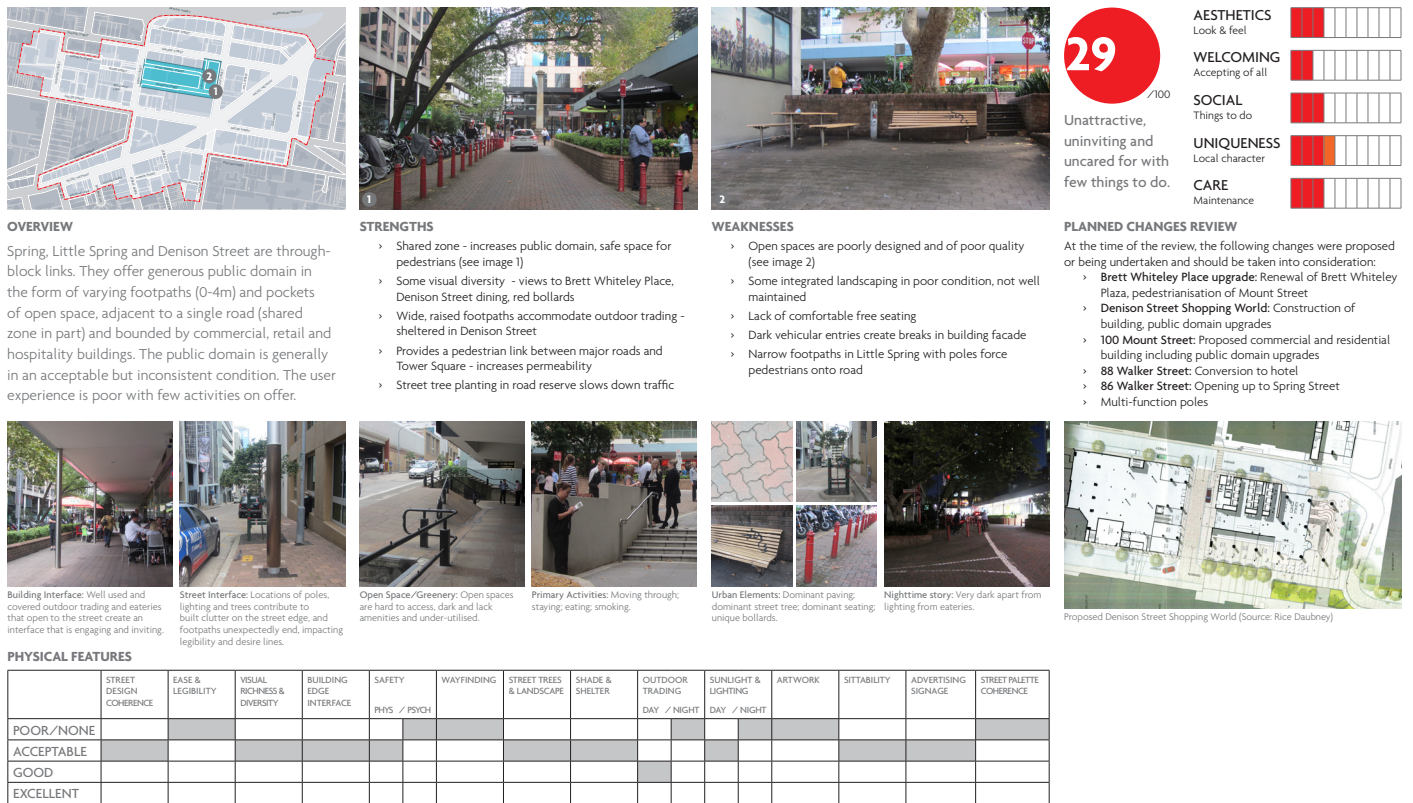 2
1
1
2
STOP
29
/100
Unattractive,
uninviting and
uncared for with
few things to do.
AESTHETICS
Look & feel
WELCOMING
Accepting of all
SOCIAL
Things to do
UNIQUENESS
Local character
CARE
Maintenance
OVERVIEW
Spring, Little Spring and Denison Street are through-
block links. They offer generous public domain in
the form of varying footpaths (0-4m) and pockets
of open space, adjacent to a single road (shared
zone in part) and bounded by commercial, retail and
hospitality buildings. The public domain is generally
in an acceptable but inconsistent condition. The user
experience is poor with few activities on offer.
STRENGTHS
› Shared zone - increases public domain, safe space for
pedestrians (see image 1)
› Some visual diversity - views to Brett Whiteley Place,
Denison Street dining, red bollards
› Wide, raised footpaths accommodate outdoor trading -
sheltered in Denison Street
› Provides a pedestrian link between major roads and
Tower Square - increases permeability
› Street tree planting in road reserve slows down traffic
WEAKNESSES
› Open spaces are poorly designed and of poor quality
(see image 2)
› Some integrated landscaping in poor condition, not well
maintained
› Lack of comfortable free seating
› Dark vehicular entries create breaks in building facade
› Narrow footpaths in Little Spring with poles force
pedestrians onto road
PLANNED CHANGES REVIEW
At the time of the review, the following changes were proposed
or being undertaken and should be taken into consideration:
› Brett Whiteley Place upgrade: Renewal of Brett Whiteley
Plaza, pedestrianisation of Mount Street
› Denison Street Shopping World: Construction of
building, public domain upgrades
› 100 Mount Street: Proposed commercial and residential
building including public domain upgrades
› 88 Walker Street: Conversion to hotel
› 86 Walker Street: Opening up to Spring Street
› Multi-function poles
Building Interface: Well used and
covered outdoor trading and eateries
that open to the street create an
interface that is engaging and inviting.
Street Interface: Locations of poles,
lighting and trees contribute to
built clutter on the street edge, and
footpaths unexpectedly end, impacting
legibility and desire lines.
Open Space/Greenery: Open spaces
are hard to access, dark and lack
amenities and under-utilised.
Primary Activities: Moving through;
staying; eating; smoking.
Urban Elements: Dominant paving;
dominant street tree; dominant seating;
unique bollards.
Nighttime story: Very dark apart from
lighting from eateries.
Proposed Denison Street Shopping World (Source: Rice Daubney)
PHYSICAL FEATURES
STREET
DESIGN
COHERENCE
EASE &
LEGIBILITY
VISUAL
RICHNESS &
DIVERSITY
BUILDING
EDGE
INTERFACE
SAFETY
PHYS / PSYCH
WAYFINDING
STREET TREES
& LANDSCAPE
SHADE &
SHELTER
OUTDOOR
TRADING
DAY / NIGHT
SUNLIGHT &
LIGHTING
DAY / NIGHT
ARTWORK
SITTABILITY
ADVERTISING
SIGNAGE
STREET PALETTE
COHERENCE
POOR/NONE
ACCEPTABLE
GOOD
EXCELLENT